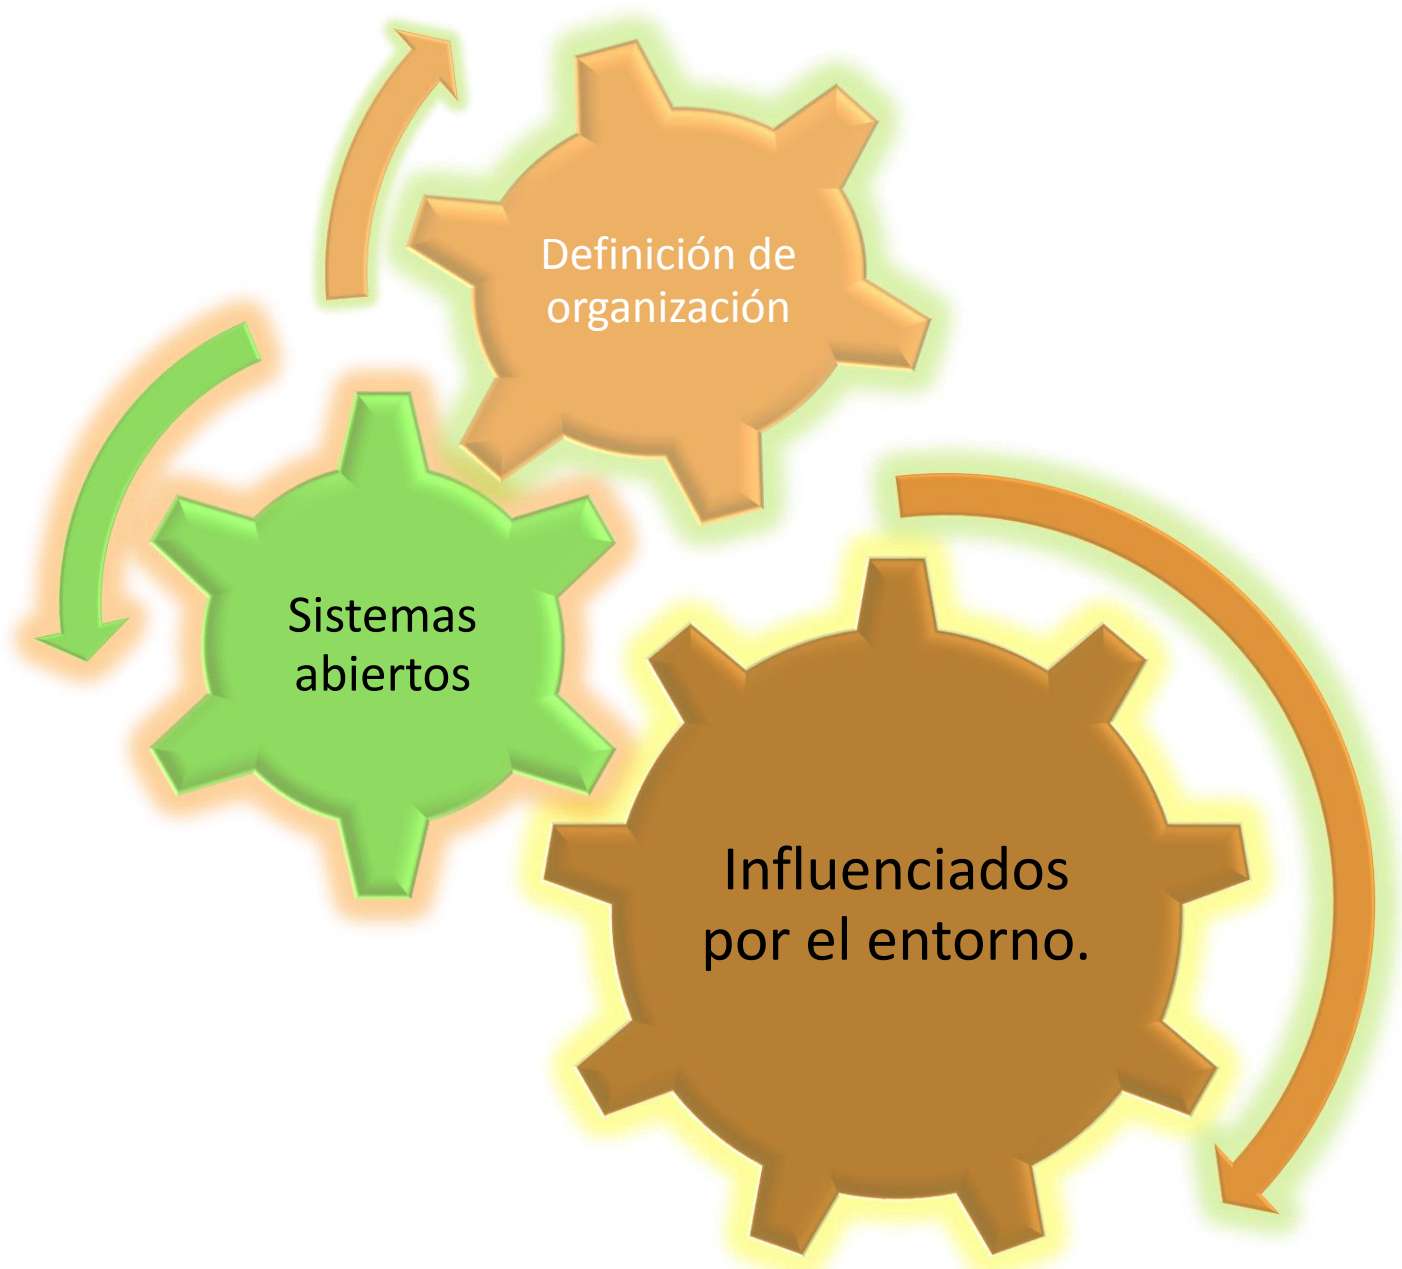 Definición de
organización
Sistemas
abiertos
Influenciados
por el entorno.